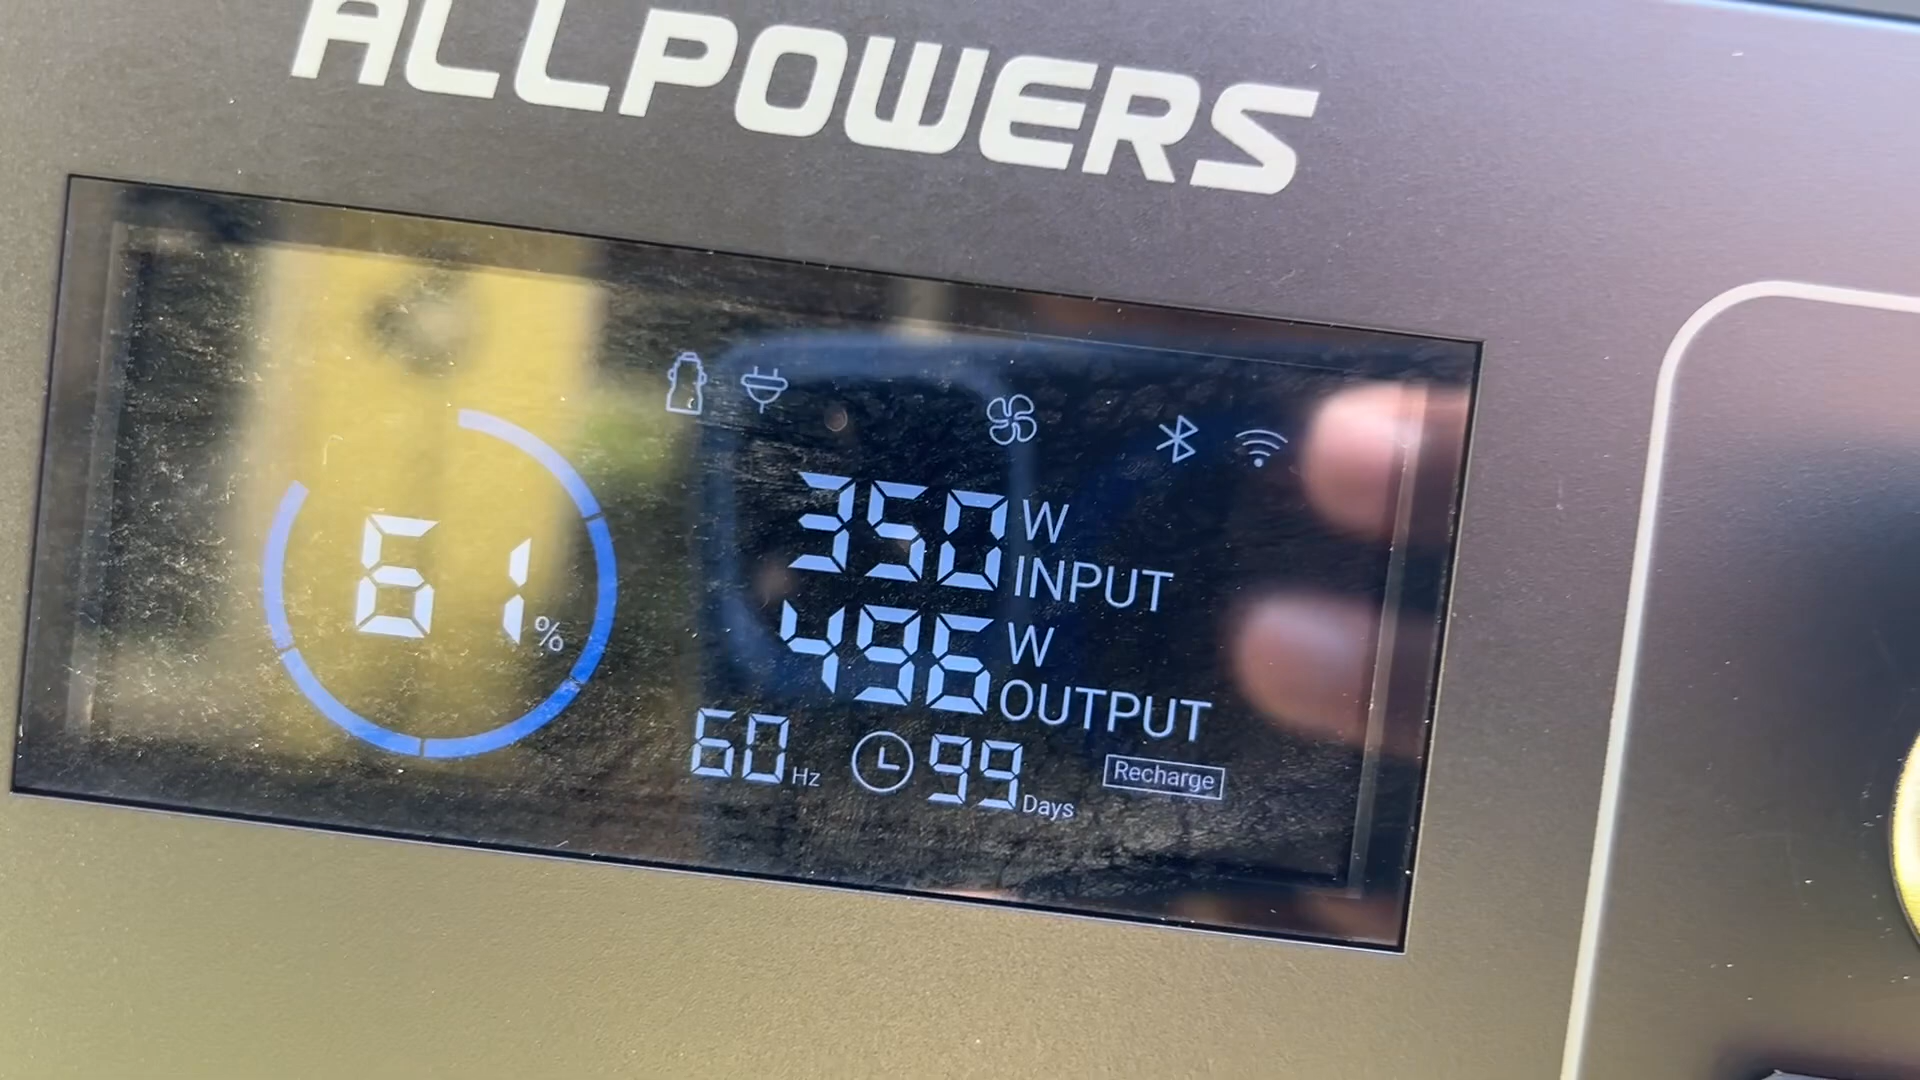 ALLPOWERS
61%
350 W INPUT
496 W OUTPUT
60 Hz 99 Days Recharge